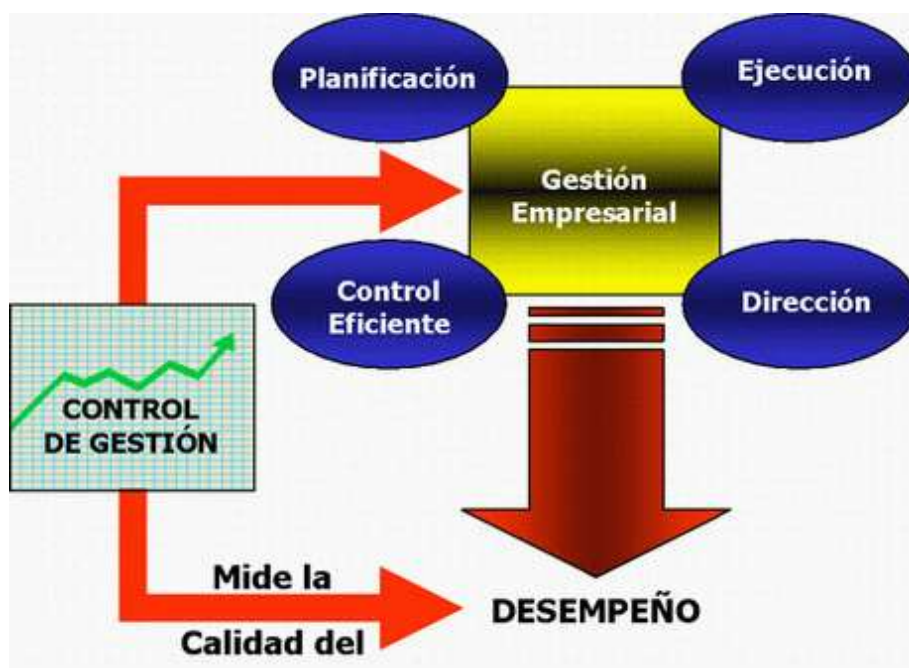 Planificación
Ejecución
Gestión
Empresarial
Control
Eficiente
Dirección
CONTROL
DE GESTIÓN
Mide la
Calidad del
DESEMPEÑO